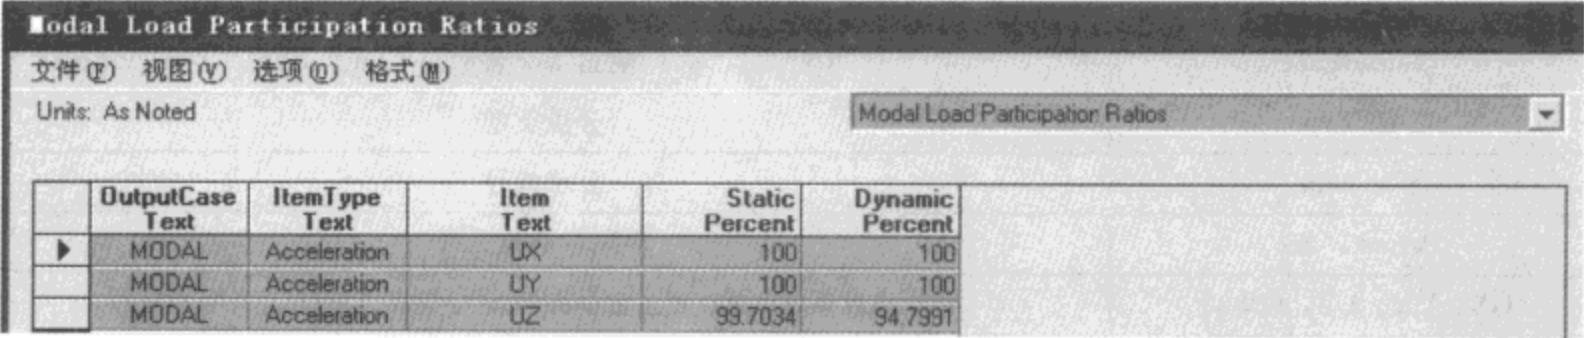 Modal Load Participation Ratios
文件(F) 视图(V) 选项(O) 格式(M)
Units: As Noted
Modal Load Participation Ratios
OutputCase Text ItemType Text Item Text Static Percent Dynamic Percent
MODAL Acceleration UX 100 100
MODAL Acceleration UY 100 100
MODAL Acceleration UZ 99.7034 94.7991